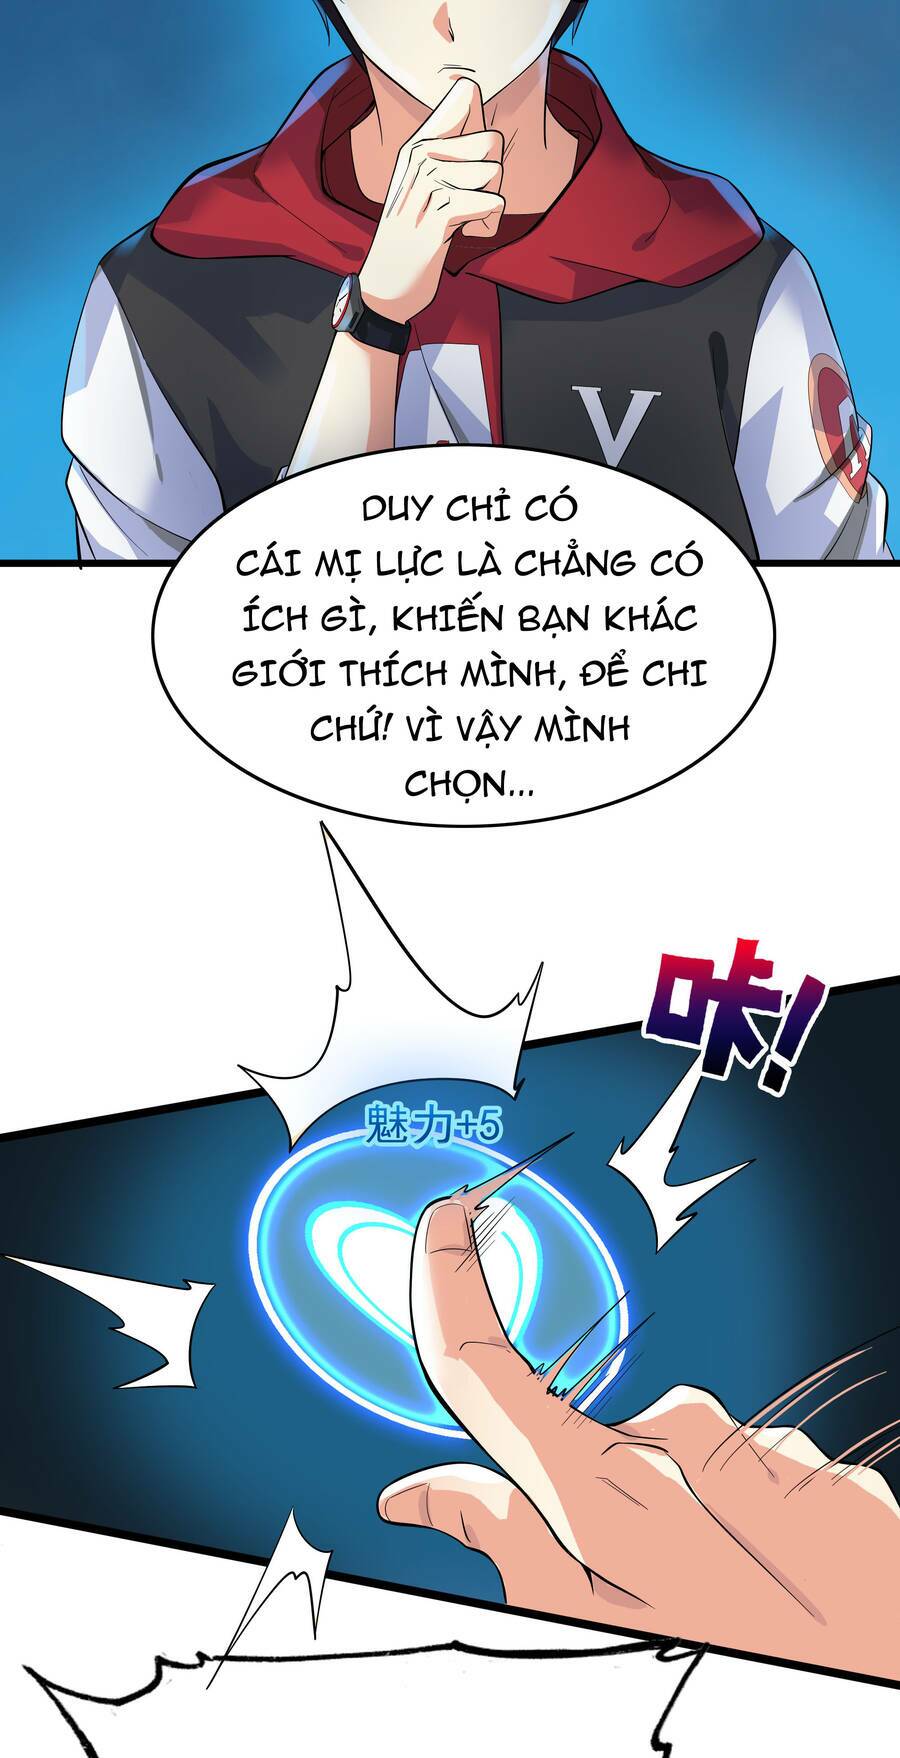 V
DUY CHỈ CÓ
CÁI MỊ LỰC LÀ CHẲNG CÓ
ÍCH GÌ, KHIẾN BẠN KHÁC
GIỚI THÍCH MÌNH, ĐỂ CHI
CHỨ! VÌ VẬY MÌNH
CHỌN...
咔!
魅力+5